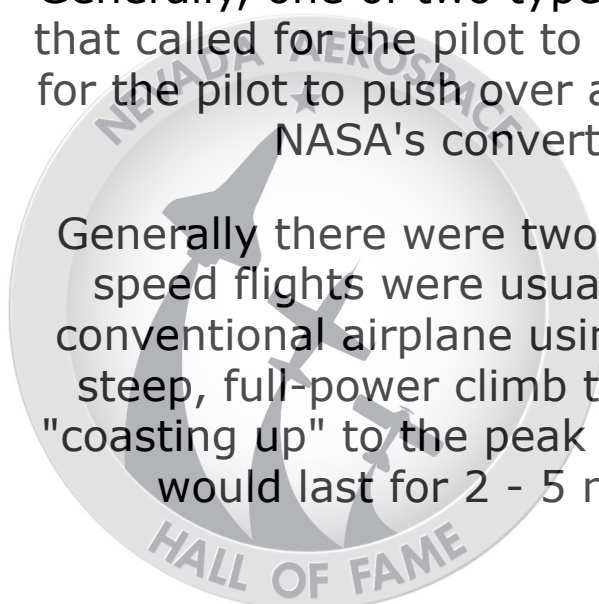 Generally, one of two type
that called for the pilot to
for the pilot to push over a
NASA's convert
Generally there were two
speed flights were usua
conventional airplane usin
steep, full-power climb t
"coasting up" to the peak
would last for 2 - 5 
NEVADA AEROSPACE
HALL OF FAME